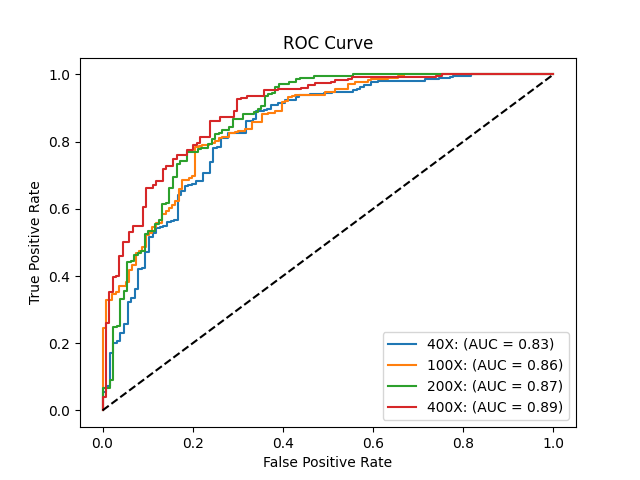 ROC Curve
True Positive Rate
1.0
0.8
0.6
0.4
0.2
0.0
40X: (AUC = 0.83)
100X: (AUC = 0.86)
200X: (AUC = 0.87)
400X: (AUC = 0.89)
0.0 0.2 0.4 0.6 0.8 1.0
False Positive Rate